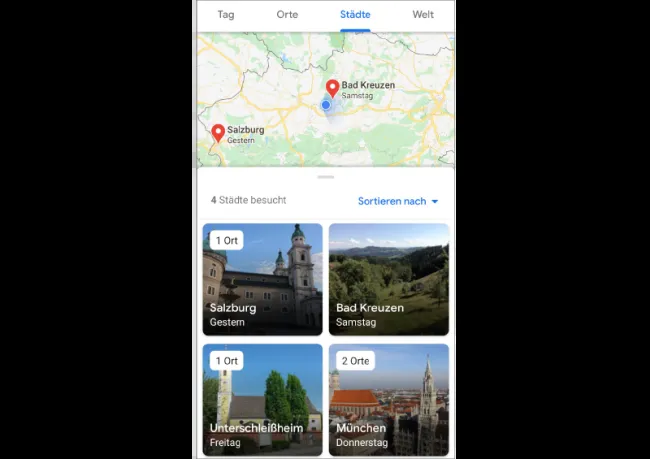 Tag
Orte
Städte
Welt
Bad Kreuzen
Samstag
Salzburg
Gestern
4 Städte besucht
Sortieren nach
1 Ort
Salzburg
Gestern
Bad Kreuzen
Samstag
1 Ort
Unterschleißheim
Freitag
2 Orte
München
Donnerstag